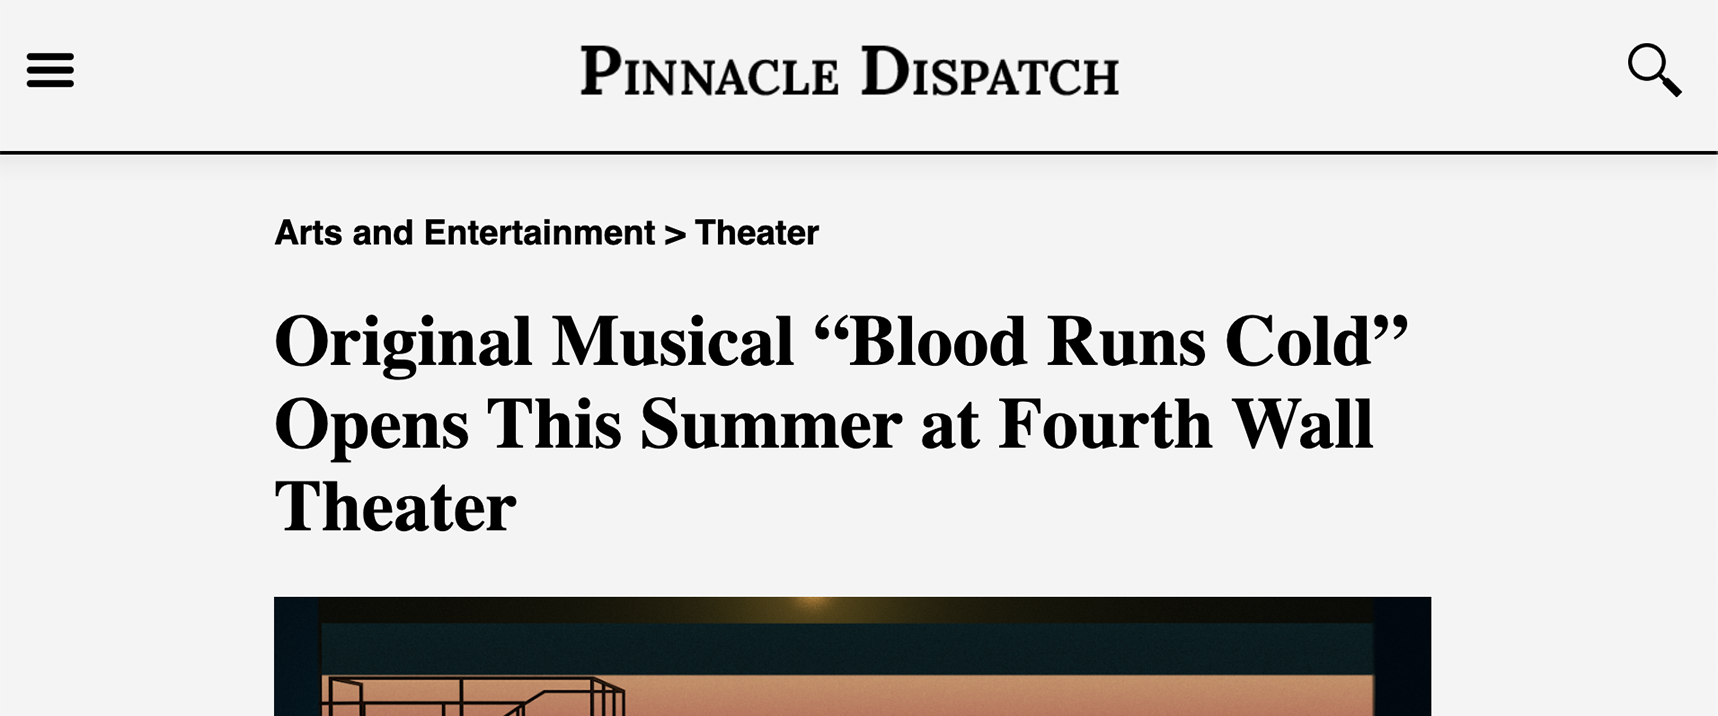 Pinnacle Dispatch
Arts and Entertainment > Theater
Original Musical “Blood Runs Cold”
Opens This Summer at Fourth Wall
Theater